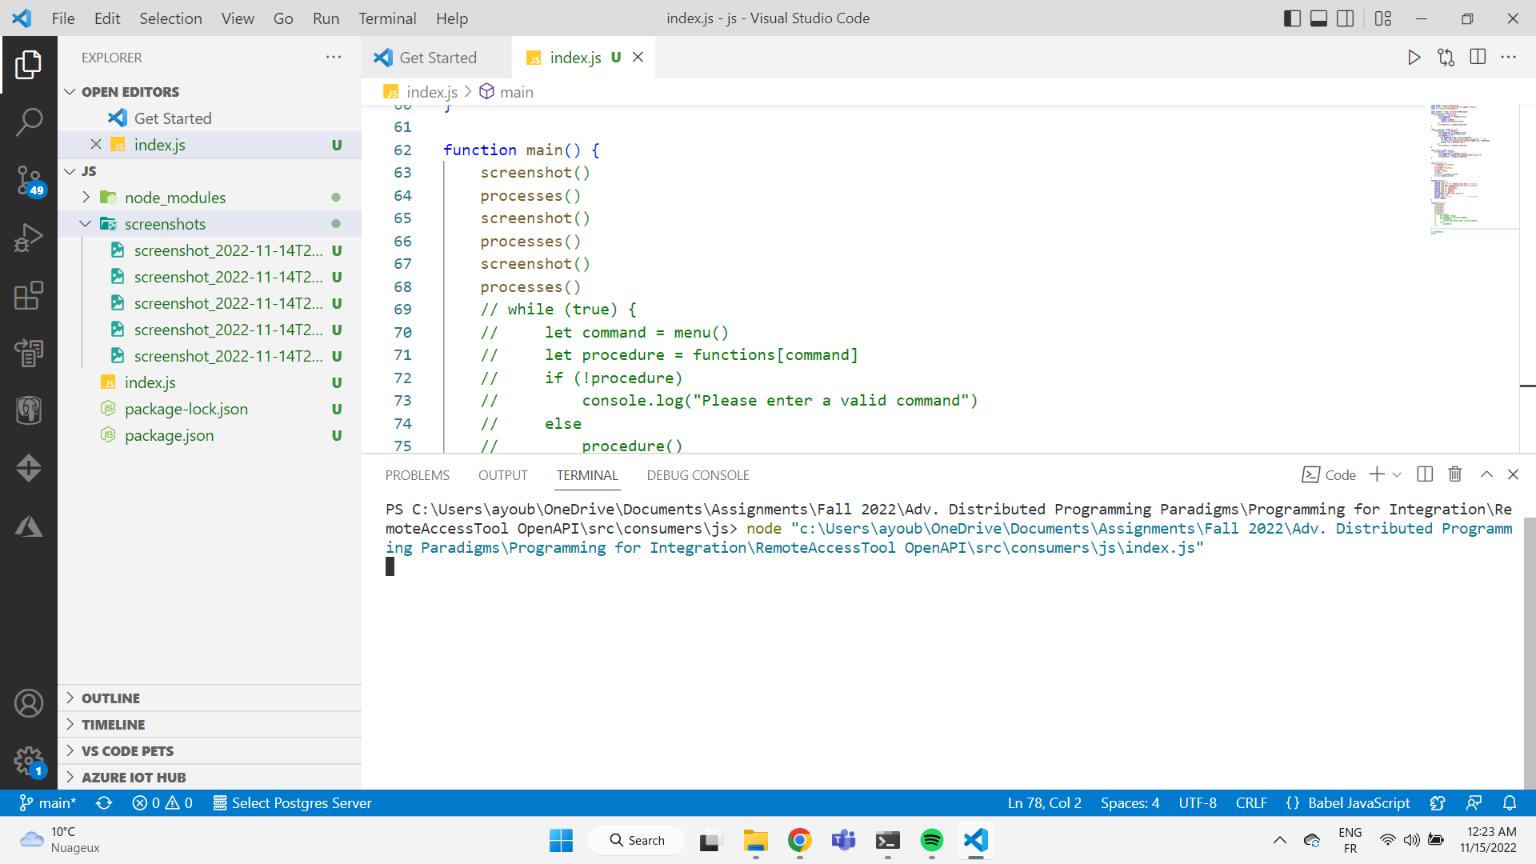 File Edit Selection View Go Run Terminal Help
index.js - js - Visual Studio Code
EXPLORER
OPEN EDITORS
Get Started
index.js U
JS
49
node_modules
screenshots
screenshot_2022-11-14T2... U
screenshot_2022-11-14T2... U
screenshot_2022-11-14T2... U
screenshot_2022-11-14T2... U
screenshot_2022-11-14T2... U
JS index.js U
package-lock.json U
package.json U
OUTLINE
TIMELINE
VS CODE PETS
AZURE IOT HUB
1
Get Started
JS index.js U
JS index.js > main
60 }
61
62 function main() {
63 screenshot()
64 processes()
65 screenshot()
66 processes()
67 screenshot()
68 processes()
69 // while (true) {
70 // let command = menu()
71 // let procedure = functions[command]
72 // if (!procedure)
73 // console.log("Please enter a valid command")
74 // else
75 // procedure()
PROBLEMS OUTPUT TERMINAL DEBUG CONSOLE
Code
PS C:\Users\ayoub\OneDrive\Documents\Assignments\Fall 2022\Adv. Distributed Programming Paradigms\Programming for Integration\Re
moteAccessTool OpenAPI\src\consumers\js> node "c:\Users\ayoub\OneDrive\Documents\Assignments\Fall 2022\Adv. Distributed Programm
ing Paradigms\Programming for Integration\RemoteAccessTool OpenAPI\src\consumers\js\index.js"
main* 0 0 Select Postgres Server
Ln 78, Col 2 Spaces: 4 UTF-8 CRLF {} Babel JavaScript
10°C
Nuageux
Search
ENG
FR
12:23 AM
11/15/2022